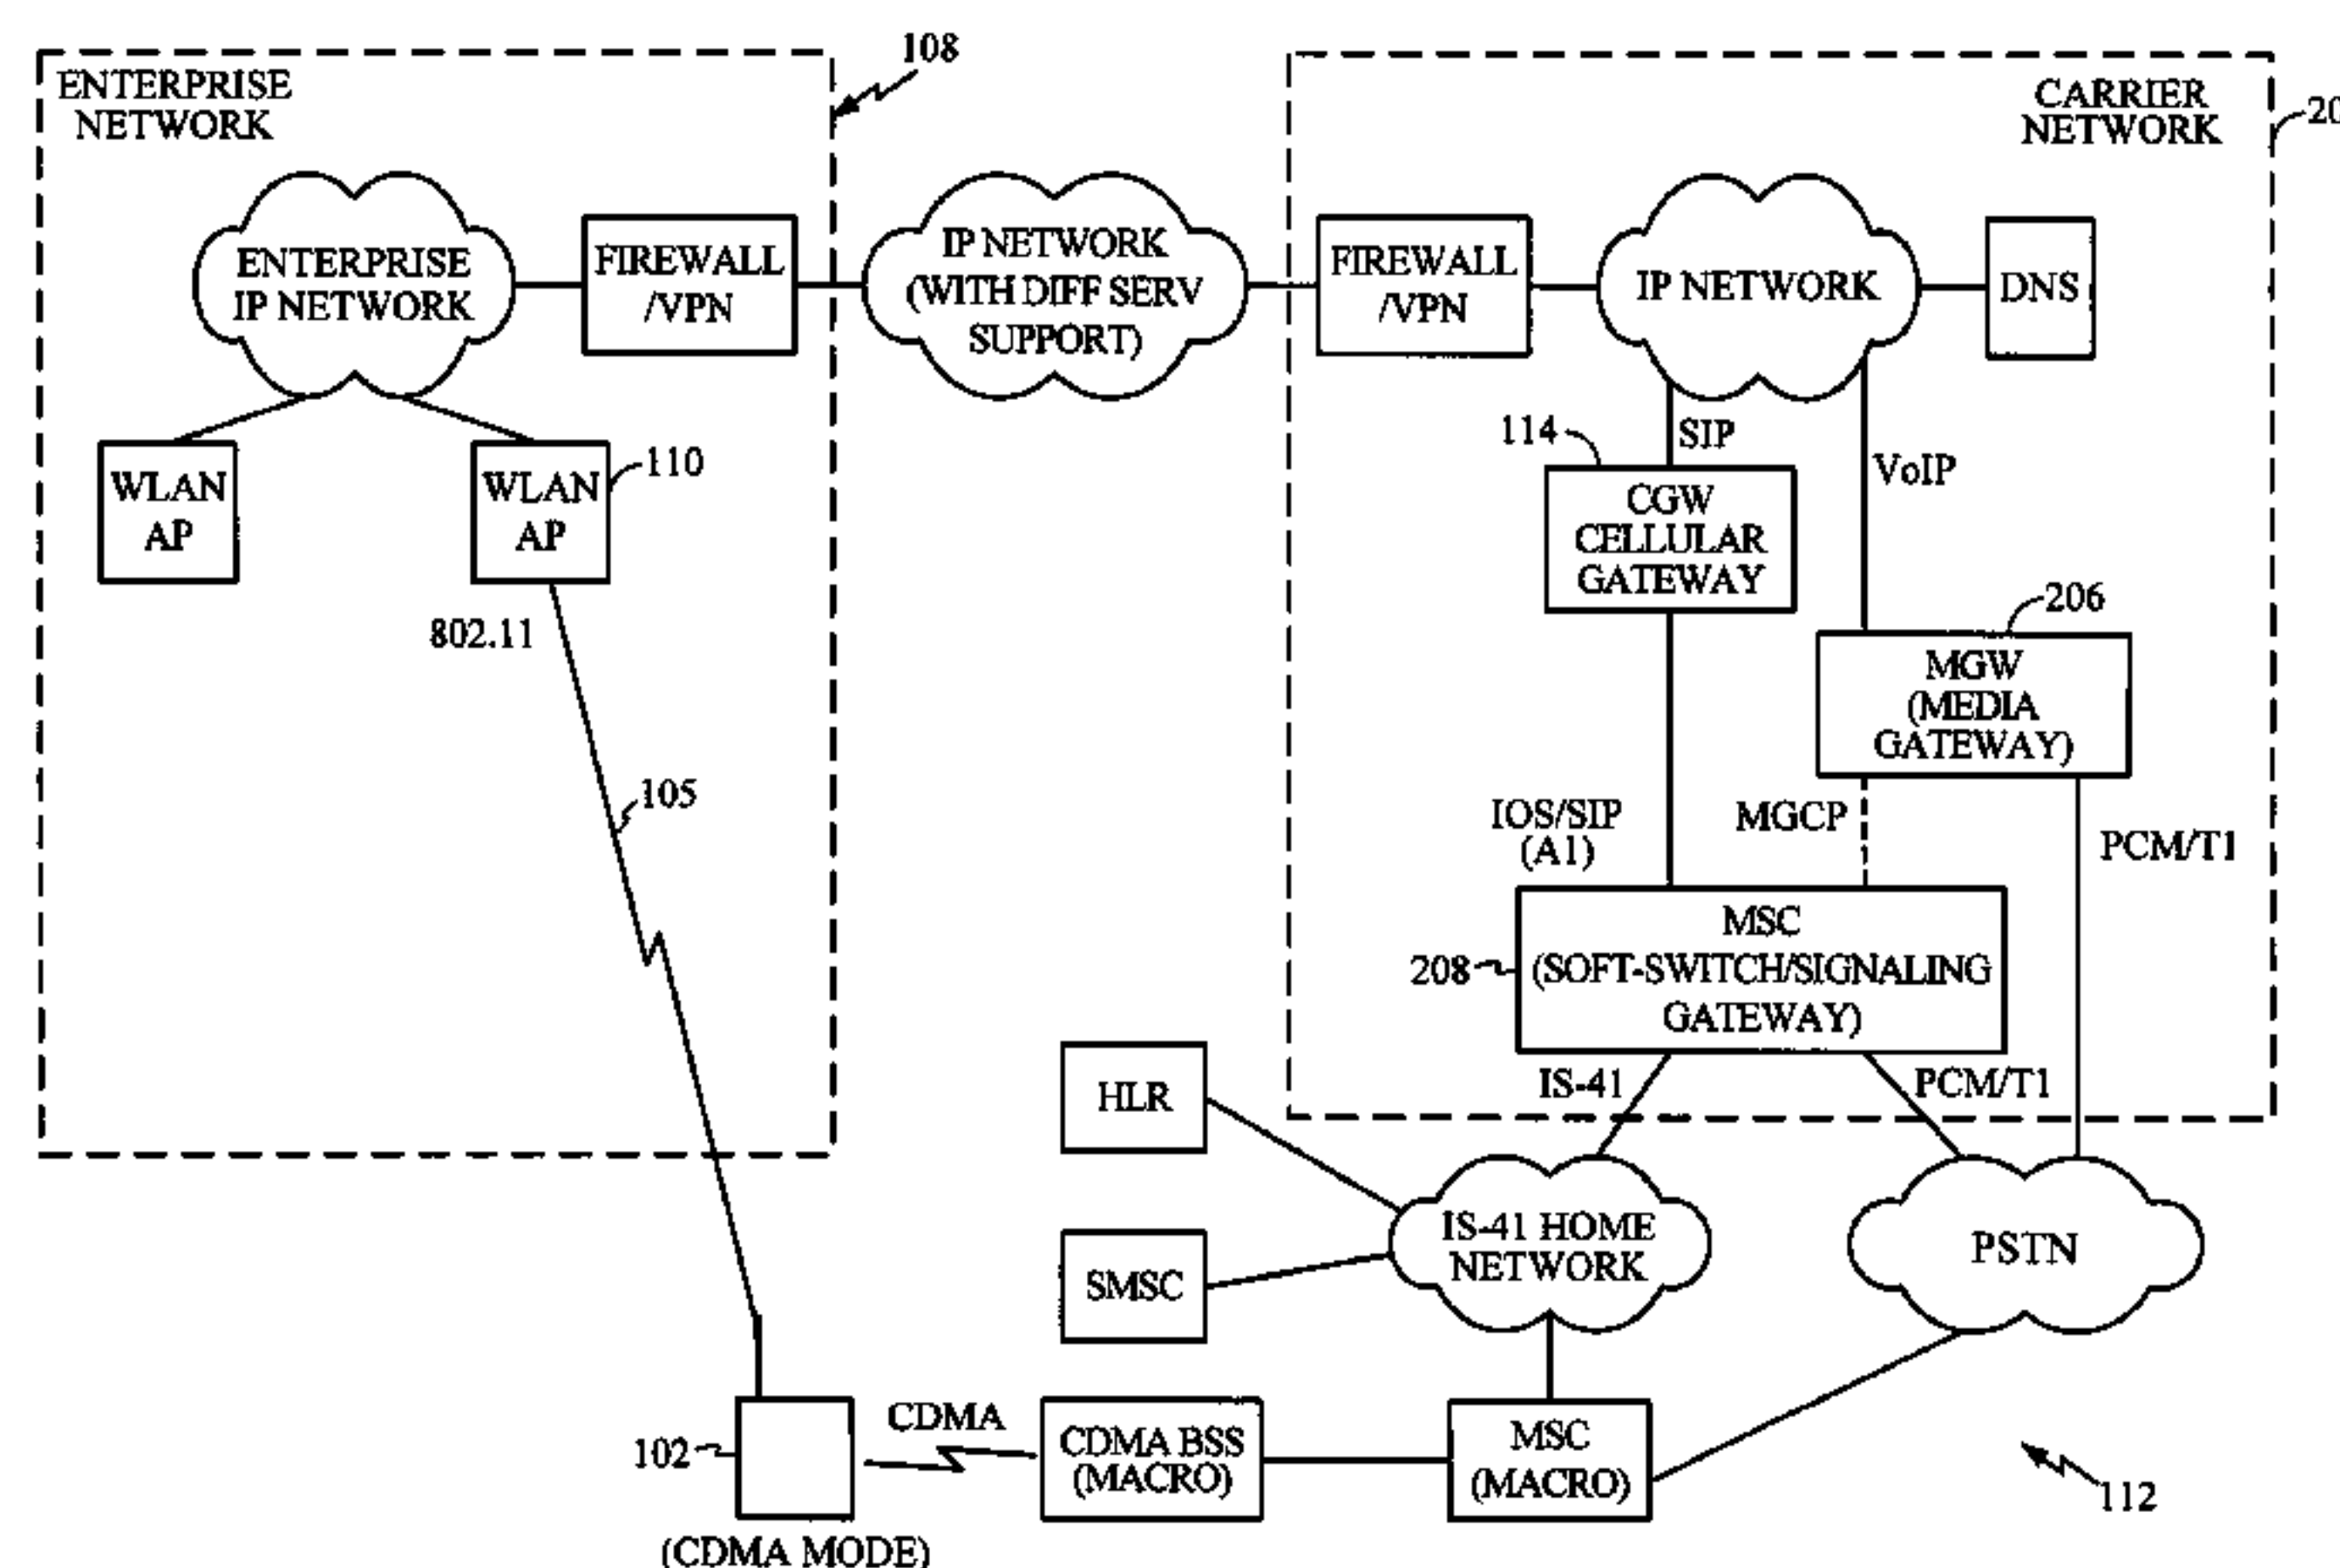 108
ENTERPRISE
NETWORK
CARRIER
NETWORK
20
ENTERPRISE
IP NETWORK
FIREWALL
/VPN
IP NETWORK
(WITH DIFF SERV
SUPPORT)
FIREWALL
/VPN
IP NETWORK
DNS
114
SIP
VoIP
WLAN
AP
WLAN
AP
110
802.11
CGW
CELLULAR
GATEWAY
206
MGW
(MEDIA
GATEWAY)
105
IOS/SIP
(A1)
MGCP
PCM/T1
208
MSC
(SOFT-SWITCH/SIGNALING
GATEWAY)
IS-41
PCM/T1
HLR
SMSC
IS-41 HOME
NETWORK
PSTN
102
CDMA
CDMA BSS
(MACRO)
MSC
(MACRO)
112
(CDMA MODE)